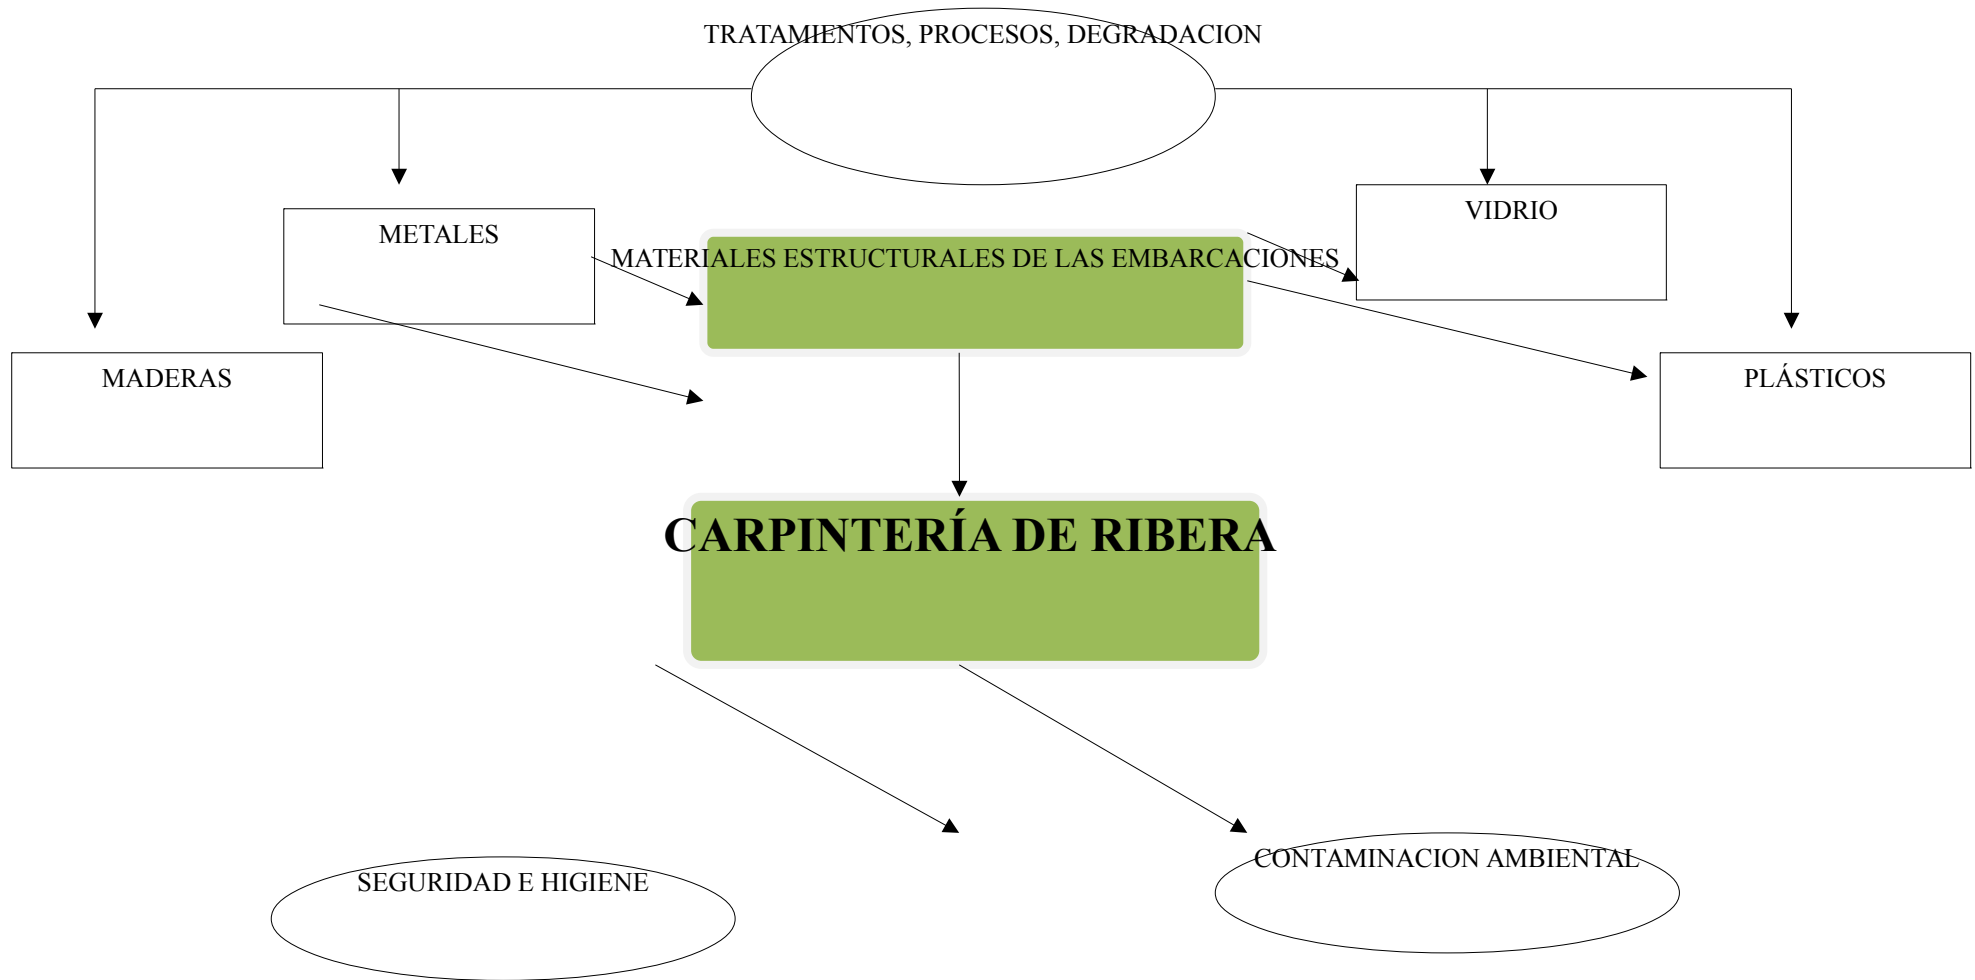 TRATAMIENTOS, PROCESOS, DEGRADACION
VIDRIO
METALES
MATERIALES ESTRUCTURALES DE LAS EMBARCACIONES
MADERAS
PLÁSTICOS
CARPINTERÍA DE RIBERA
CONTAMINACION AMBIENTAL
SEGURIDAD E HIGIENE